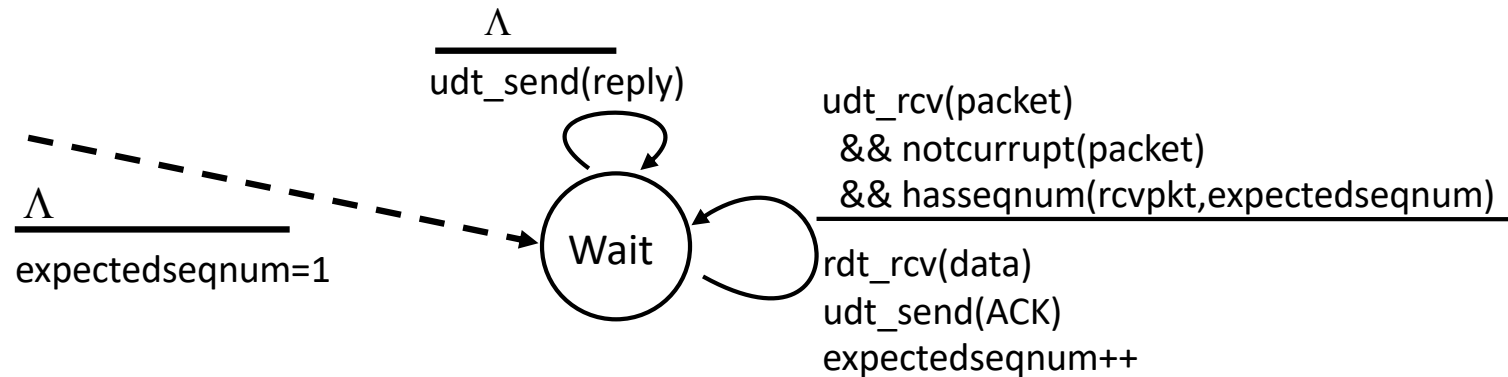 Λ
udt_send(reply)
Λ
expectedseqnum=1
Wait
udt_rcv(packet)
&& notcurrupt(packet)
&& hasseqnum(rcvpkt,expectedseqnum)
rdt_rcv(data)
udt_send(ACK)
expectedseqnum++